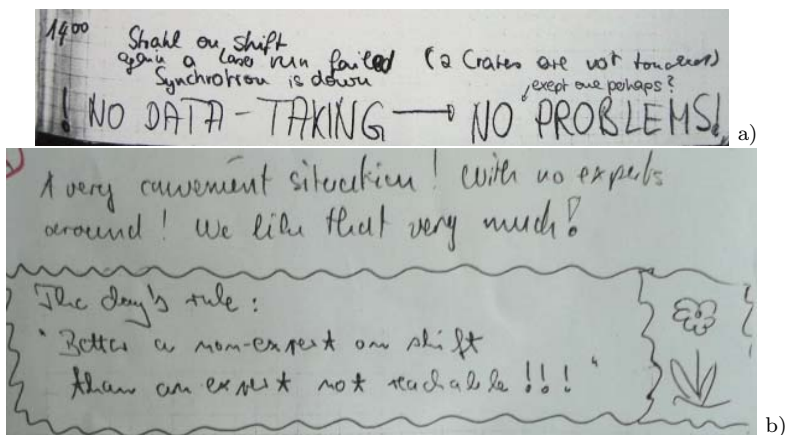 1400
Strahl on shift
again a Laser run failed (2 Crates are not
Synchrotron is down
, exept one perhaps?
! NO DATA - TAKING → NO PROBLEMS!
a)
A very convenient situation! With no experts
around! We like that very much!
The day's rule:
"Better a non-expert on shift
than an expert not reachable!!!"
b)